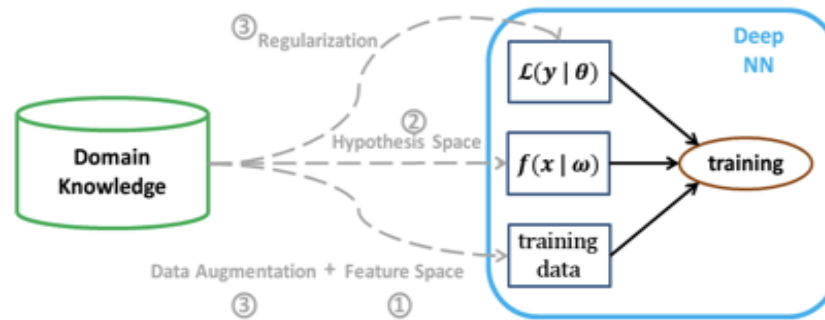 ③ Regularization
Deep
NN
𝓛(y | θ)
②
Hypothesis Space
Domain
Knowledge
f(x | ω)
training
training
data
Data Augmentation + Feature Space
③ ①